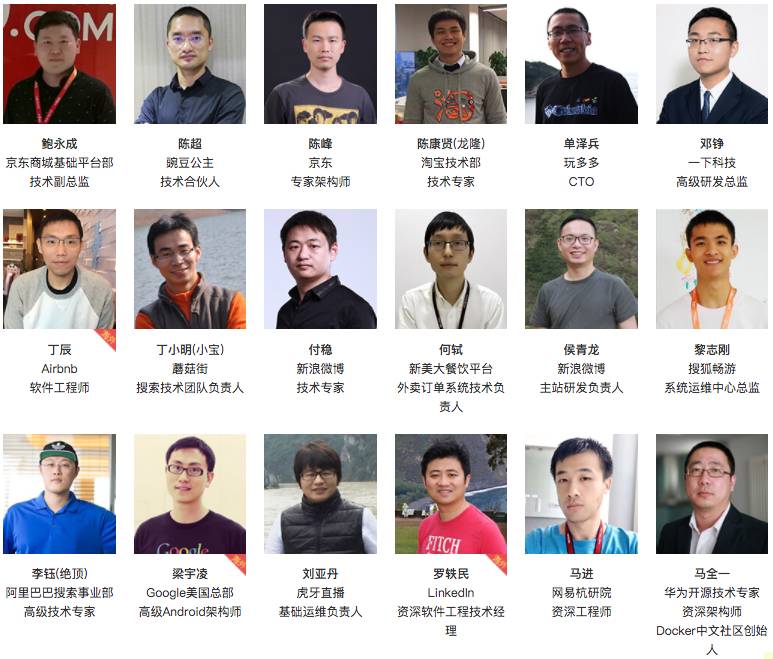 鲍永成
京东商城基础平台部
技术副总监
陈超
豌豆公主
技术合伙人
陈峰
京东
专家架构师
陈康贤(龙隆)
淘宝技术部
技术专家
单泽兵
玩多多
CTO
邓铮
一下科技
高级研发总监
丁辰
Airbnb
软件工程师
丁小明(小宝)
蘑菇街
搜索技术团队负责人
付稳
新浪微博
技术专家
何轼
新美大餐饮平台
外卖订单系统技术负
责人
侯青龙
新浪微博
主站研发负责人
黎志刚
搜狐畅游
系统运维中心总监
李钰(绝顶)
阿里巴巴搜索事业部
高级技术专家
Google
梁宇凌
Google美国总部
高级Android架构师
刘亚丹
虎牙直播
基础运维负责人
FITCH
罗轶民
LinkedIn
资深软件工程技术经
理
马进
网易杭研院
资深工程师
马全一
华为开源技术专家
资深架构师
Docker中文社区创始
人